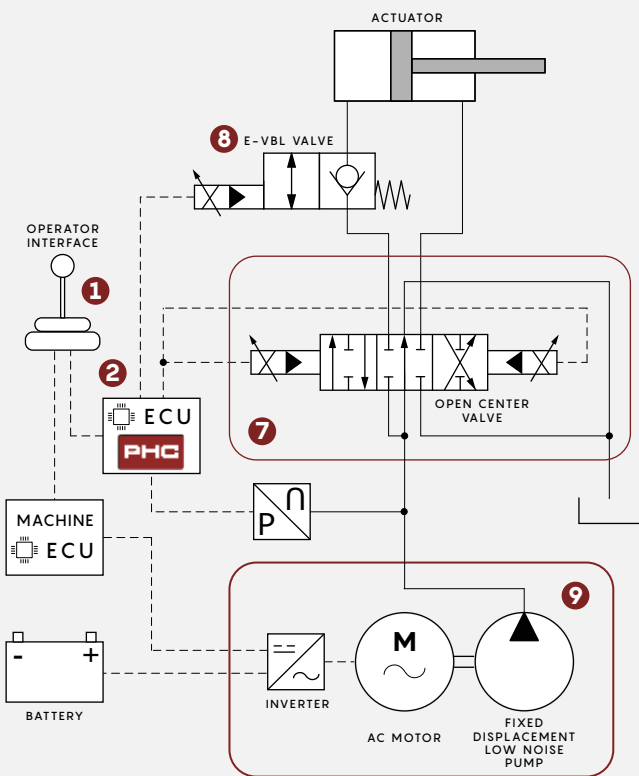 ACTUATOR
8 E-VBL VALVE
OPERATOR
INTERFACE
1
2
ECU
PHC
7
OPEN CENTER
VALVE
P U
MACHINE
ECU
9
- +
BATTERY
INVERTER
M
AC MOTOR
FIXED
DISPLACEMENT
LOW NOISE
PUMP